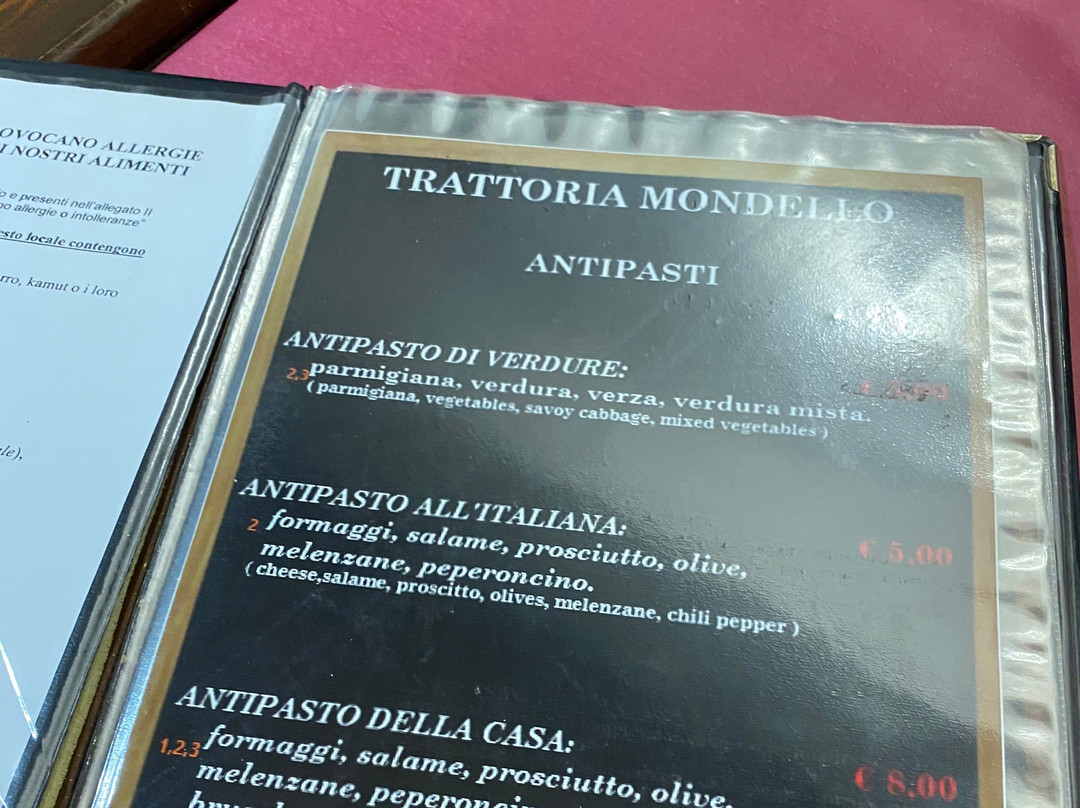 OVOCANO ALLERGIE
I NOSTRI ALIMENTI
o e presenti nell'allegato II
no allergie o intolleranze"
sto locale contengono
rro, kamut o i loro
le),
TRATTORIA MONDELLO
ANTIPASTI
ANTIPASTO DI VERDURE:
2,3 parmigiana, verdura, verza, verdura mista.
( parmigiana, vegetables, savoy cabbage, mixed vegetables )
ANTIPASTO ALL'ITALIANA:
2 formaggi, salame, prosciutto, olive, € 5.00
melenzane, peperoncino.
( cheese,salame, proscitto, olives, melenzane, chili pepper )
ANTIPASTO DELLA CASA:
1,2,3 formaggi, salame, prosciutto, olive, € 8.00
melenzane,